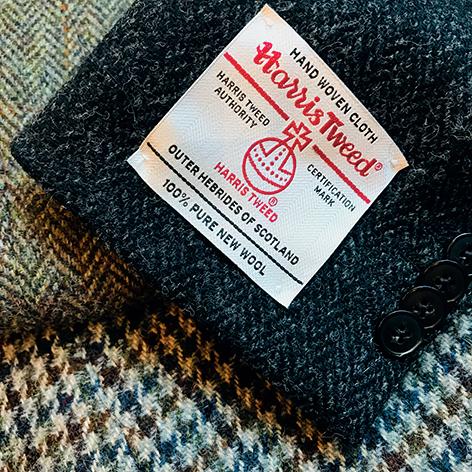 HAND WOVEN CLOTH
Harris Tweed®
HARRIS TWEED
AUTHORITY
CERTIFICATION
MARK
HARRIS TWEED®
OUTER HEBRIDES OF SCOTLAND
100% PURE NEW WOOL